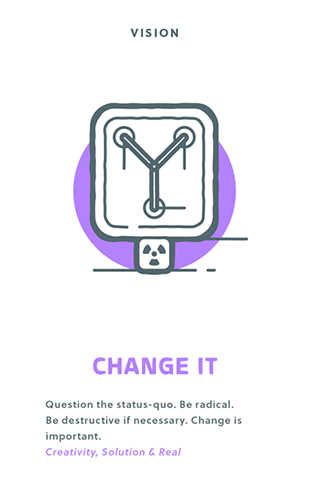 VISION
CHANGE IT
Question the status-quo. Be radical.
Be destructive if necessary. Change is
important.
Creativity, Solution & Real